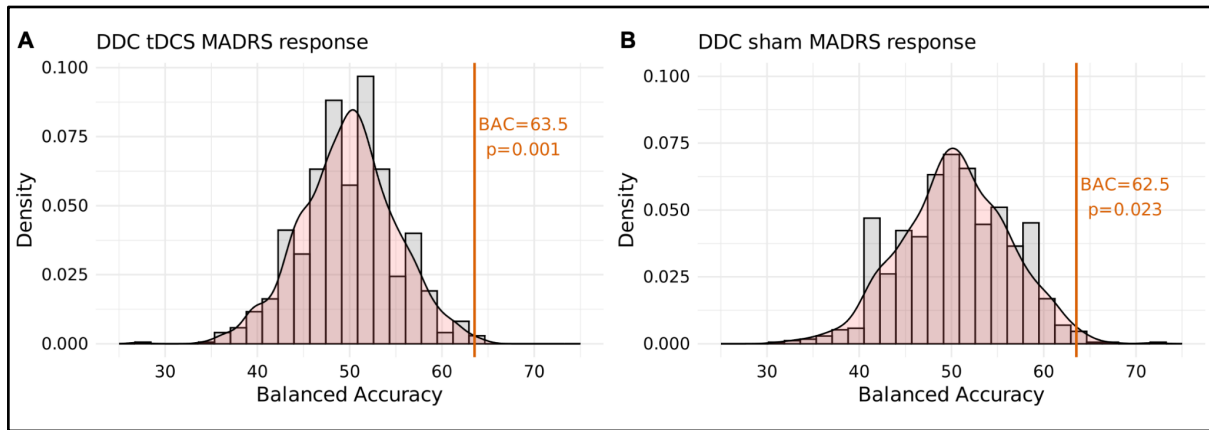 A DDC tDCS MADRS response
0.100
0.075
0.050
0.025
0.000
Density
BAC=63.5
p=0.001
30 40 50 60 70
Balanced Accuracy
B DDC sham MADRS response
0.100
0.075
0.050
0.025
0.000
Density
BAC=62.5
p=0.023
30 40 50 60 70
Balanced Accuracy